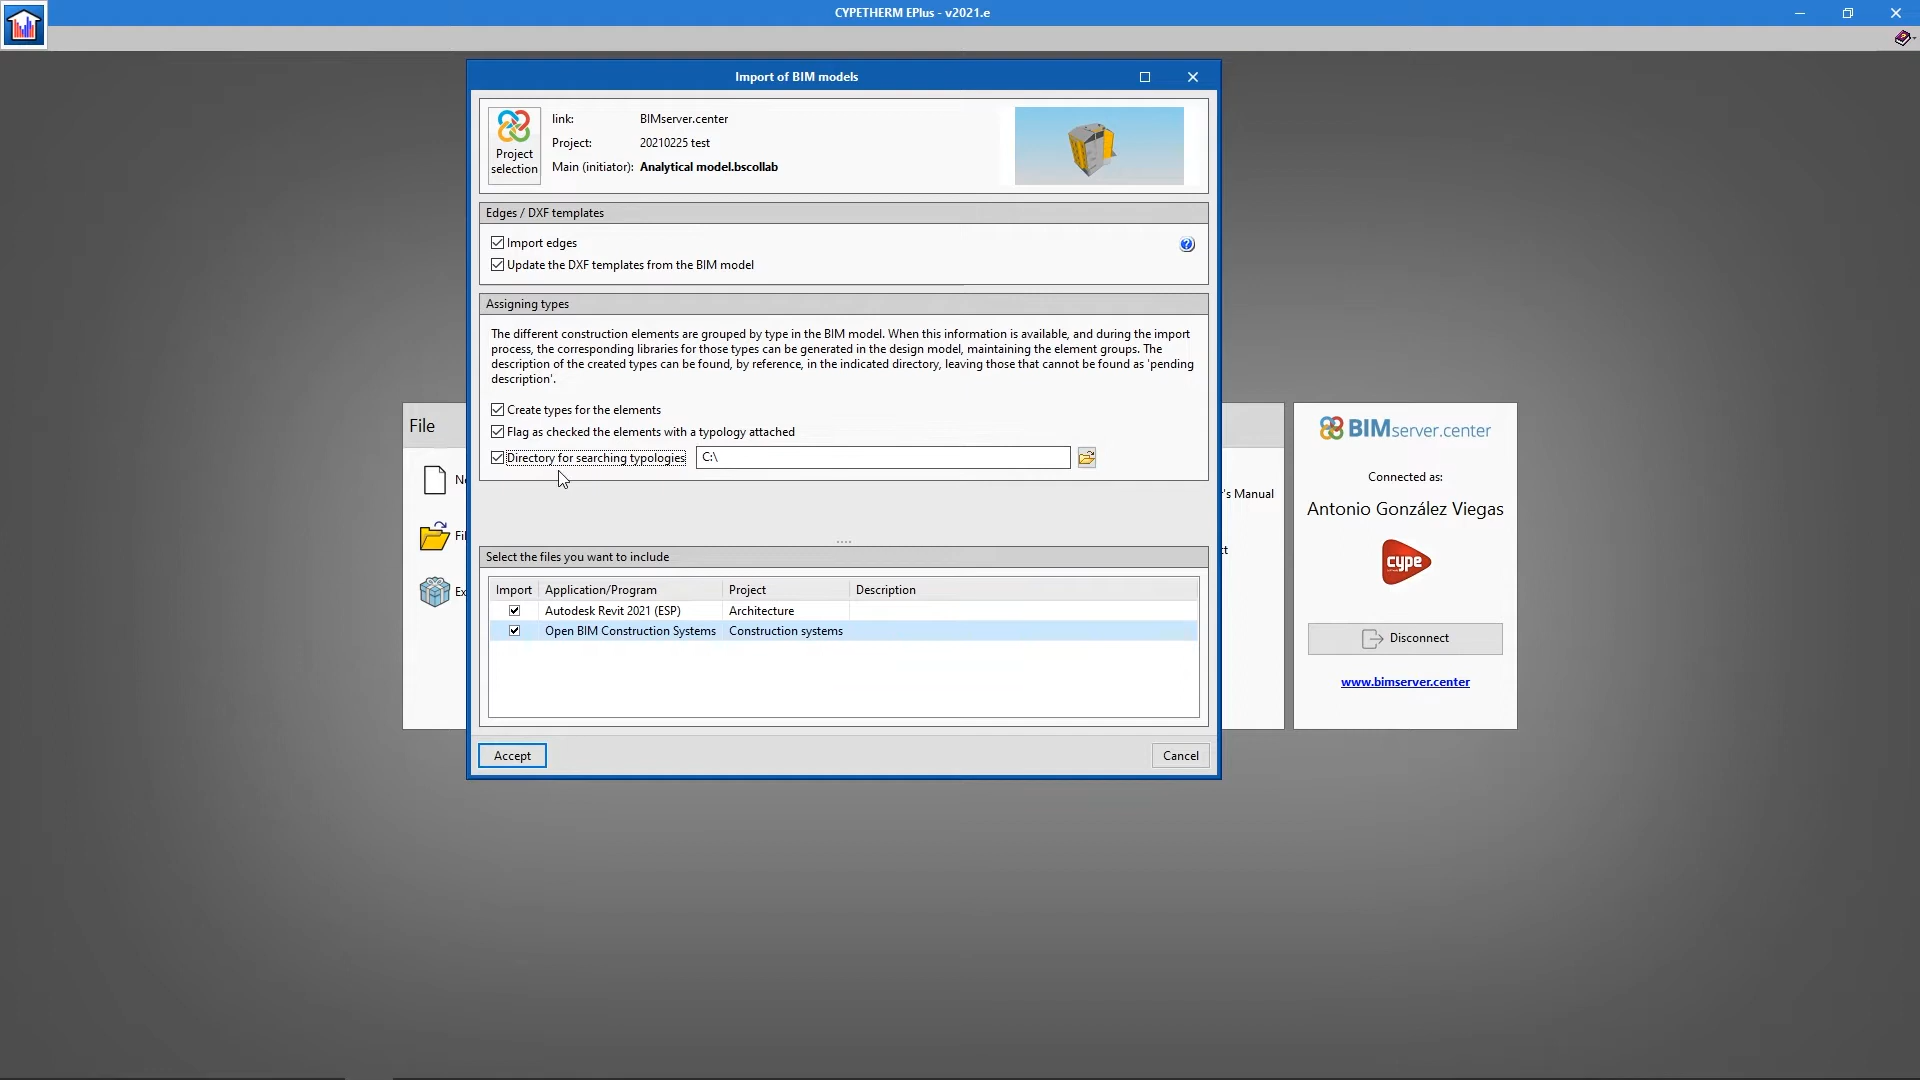 CYPETHERM EPlus - v2021.e
Import of BIM models
Project
selection
link: BIMserver.center
Project: 20210225 test
Main (initiator): Analytical model.bscollab
Edges / DXF templates
Import edges
Update the DXF templates from the BIM model
Assigning types
The different construction elements are grouped by type in the BIM model. When this information is available, and during the import
process, the corresponding libraries for those types can be generated in the design model, maintaining the element groups. The
description of the created types can be found, by reference, in the indicated directory, leaving those that cannot be found as 'pending
description'.
Create types for the elements
Flag as checked the elements with a typology attached
Directory for searching typologies C:\
Select the files you want to include
Import Application/Program Project Description
Autodesk Revit 2021 (ESP) Architecture
Open BIM Construction Systems Construction systems
Accept Cancel
File
's Manual
BIMserver.center
Connected as:
Antonio González Viegas
cype
Disconnect
www.bimserver.center